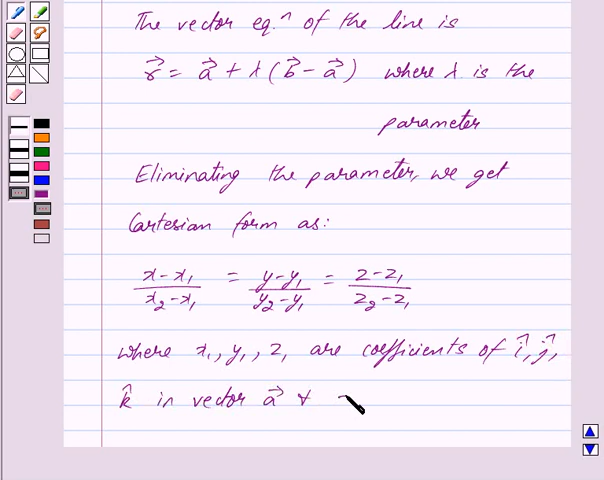 The vector eq.ⁿ of the line is
r⃗ = a⃗ + λ (b⃗ - a⃗) where λ is the
parameter
Eliminating the parameter, we get
Cartesian form as:
x-x₁/x₂-x₁ = y-y₁/y₂-y₁ = z-z₁/z₂-z₁
where x₁, y₁, z₁ are coefficients of î, ĵ,
k̂ in vector a⃗ &